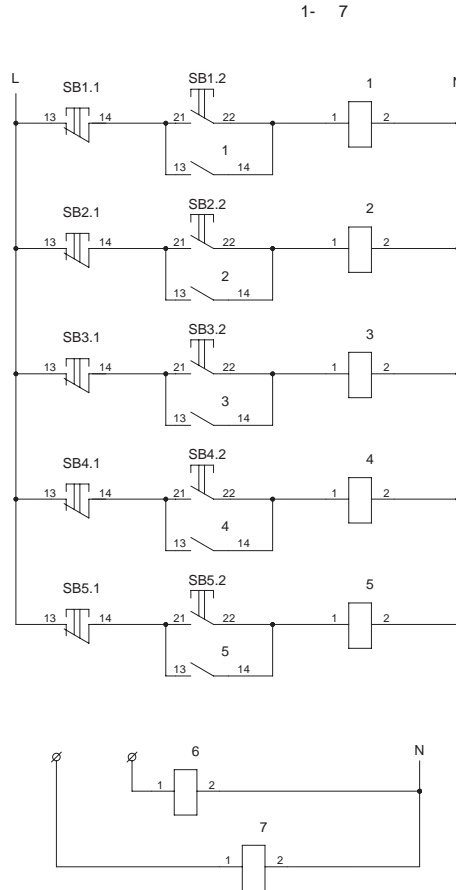 1- 7
L N
SB1.1 SB1.2 1
13 14 21 22 1 2
1
13 14
SB2.1 SB2.2 2
13 14 21 22 1 2
2
13 14
SB3.1 SB3.2 3
13 14 21 22 1 2
3
13 14
SB4.1 SB4.2 4
13 14 21 22 1 2
4
13 14
SB5.1 SB5.2 5
13 14 21 22 1 2
5
13 14
6 N
1 2
7
1 2